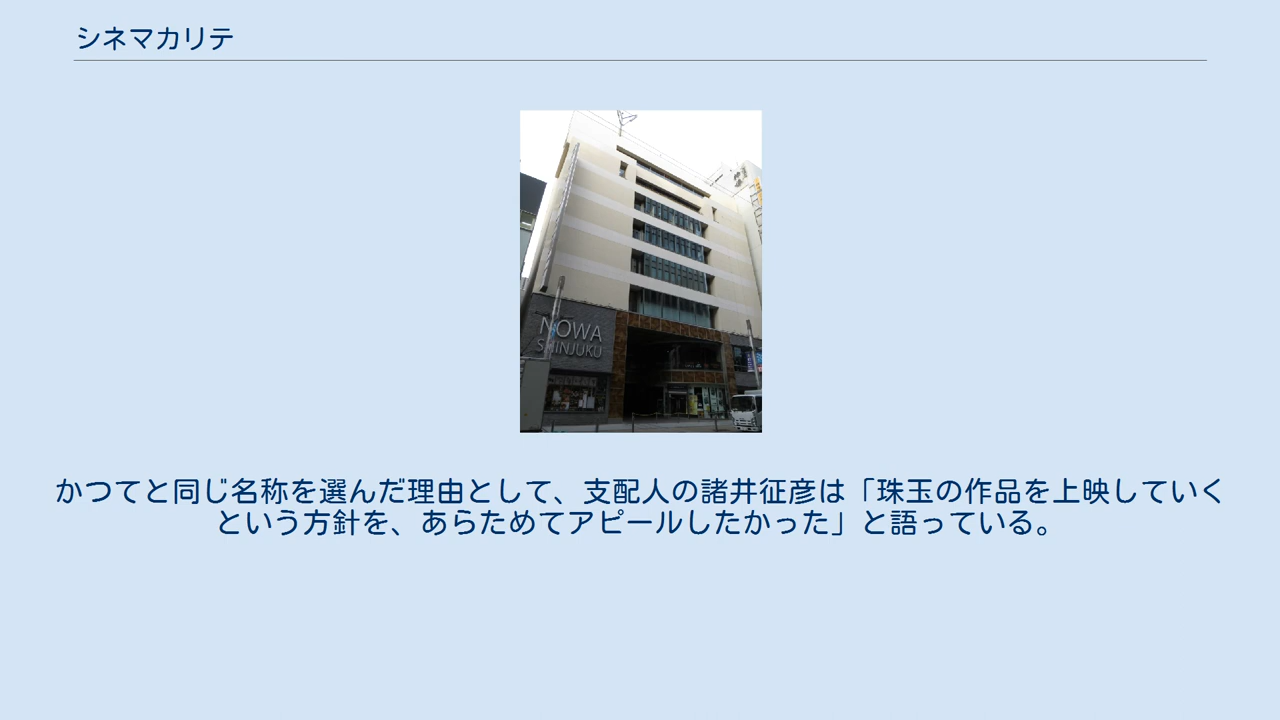 シネマカリテ
NOWA
SHINJUKU
かつてと同じ名称を選んだ理由として、支配人の諸井征彦は「珠玉の作品を上映していく
という方針を、あらためてアピールしたかった」と語っている。